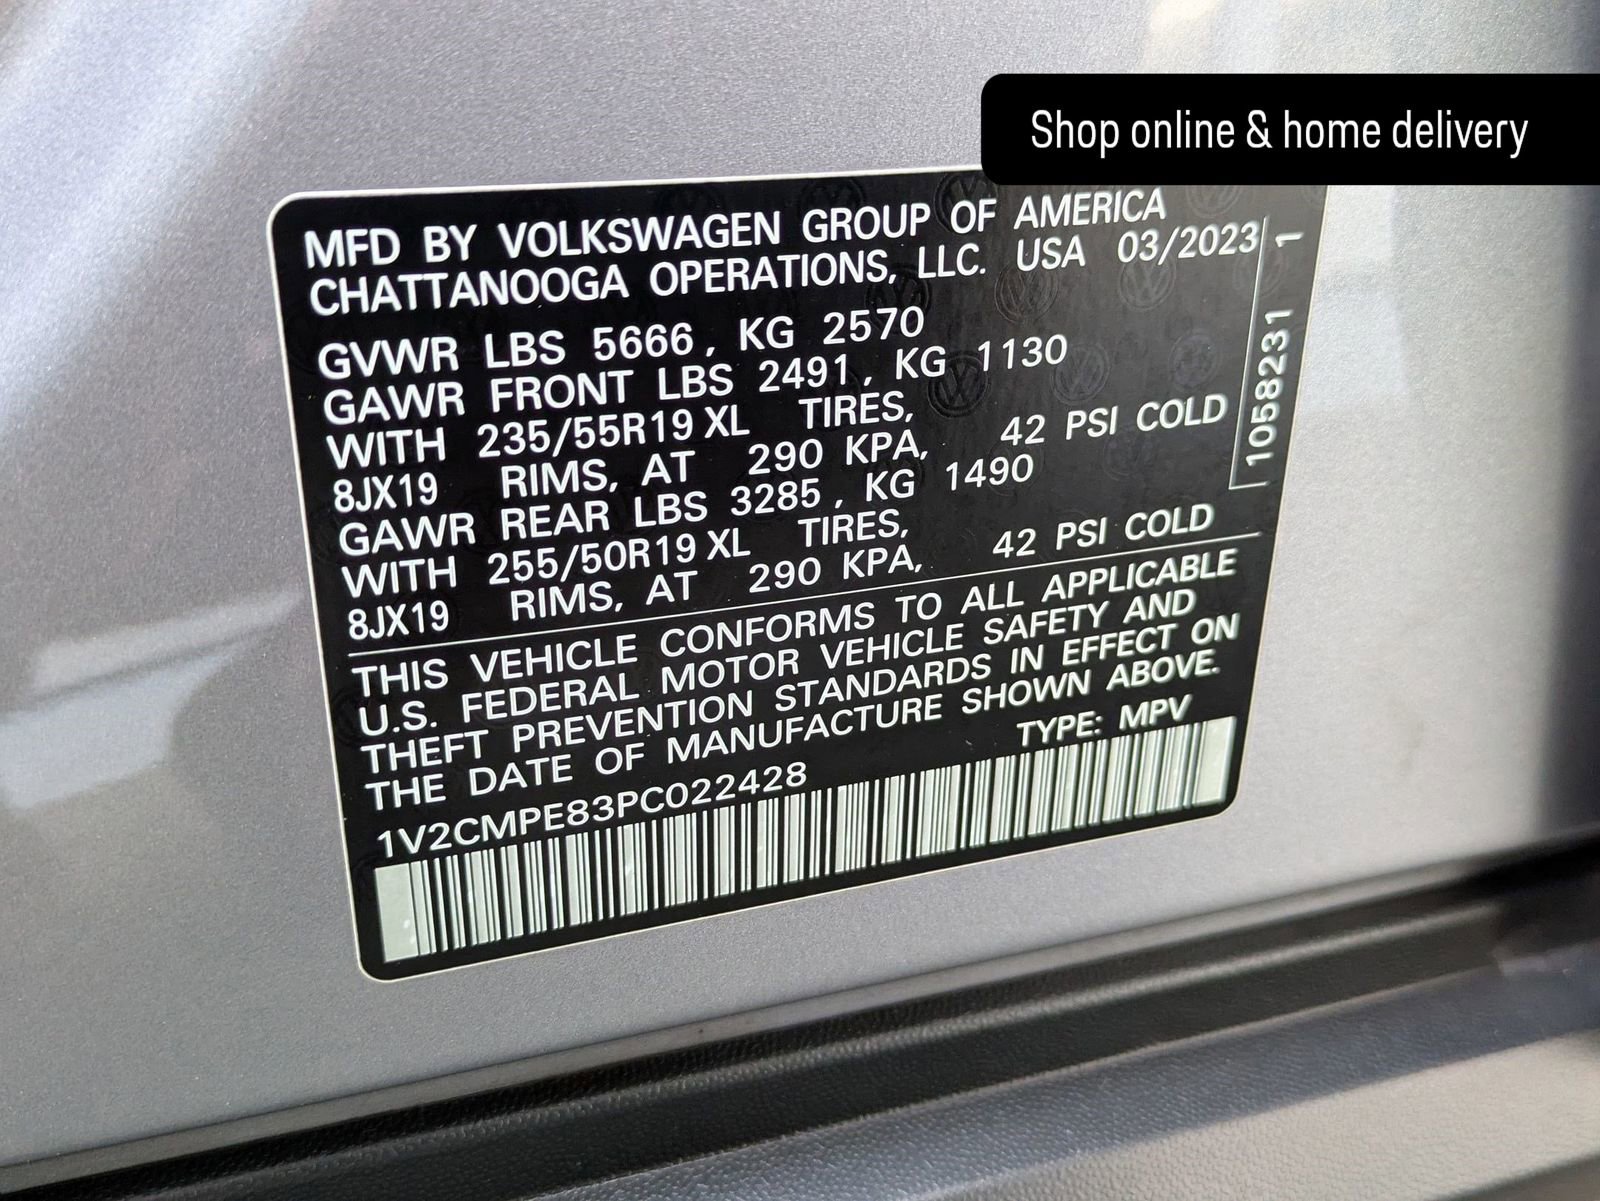 Shop online & home delivery
MFD BY VOLKSWAGEN GROUP OF AMERICA
CHATTANOOGA OPERATIONS, LLC. USA 03/2023
GVWR LBS 5666, KG 2570
GAWR FRONT LBS 2491, KG 1130
WITH 235/55R19 XL TIRES,
8JX19 RIMS, AT 290 KPA, 42 PSI COLD
GAWR REAR LBS 3285, KG 1490
WITH 255/50R19 XL TIRES,
8JX19 RIMS, AT 290 KPA, 42 PSI COLD
1058231 1
THIS VEHICLE CONFORMS TO ALL APPLICABLE
U.S. FEDERAL MOTOR VEHICLE SAFETY AND
THEFT PREVENTION STANDARDS IN EFFECT ON
THE DATE OF MANUFACTURE SHOWN ABOVE.
TYPE: MPV
1V2CMPE83PC022428